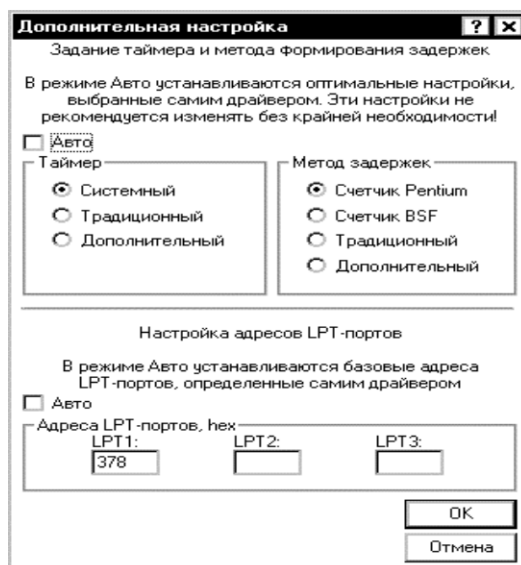 Дополнительная настройка
Задание таймера и метода формирования задержек
В режиме Авто устанавливаются оптимальные настройки,
выбранные самим драйвером. Эти настройки не
рекомендуется изменять без крайней необходимости!
Авто
Таймер
Системный
Традиционный
Дополнительный
Метод задержек
Счетчик Pentium
Счетчик BSF
Традиционный
Дополнительный
Настройка адресов LPT-портов
В режиме Авто устанавливаются базовые адреса
LPT-портов, определенные самим драйвером
Авто
Адреса LPT-портов, hex
LPT1: LPT2: LPT3:
378
OK
Отмена